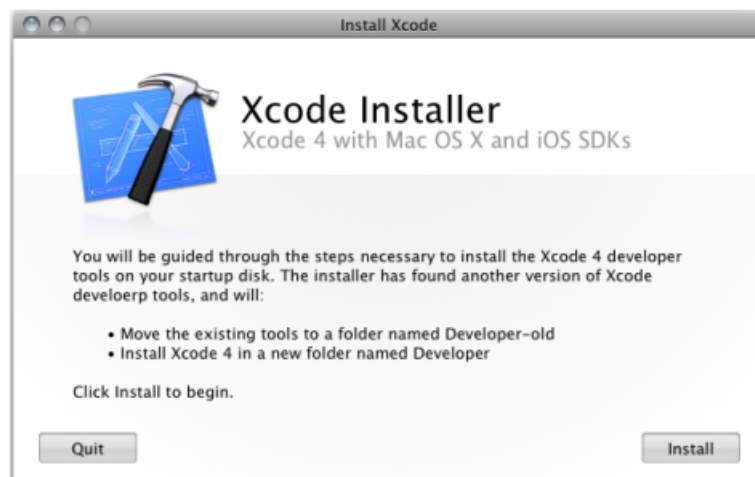 Install Xcode
Xcode Installer
Xcode 4 with Mac OS X and iOS SDKs
You will be guided through the steps necessary to install the Xcode 4 developer
tools on your startup disk. The installer has found another version of Xcode
develoerp tools, and will:
• Move the existing tools to a folder named Developer-old
• Install Xcode 4 in a new folder named Developer
Click Install to begin.
Quit
Install